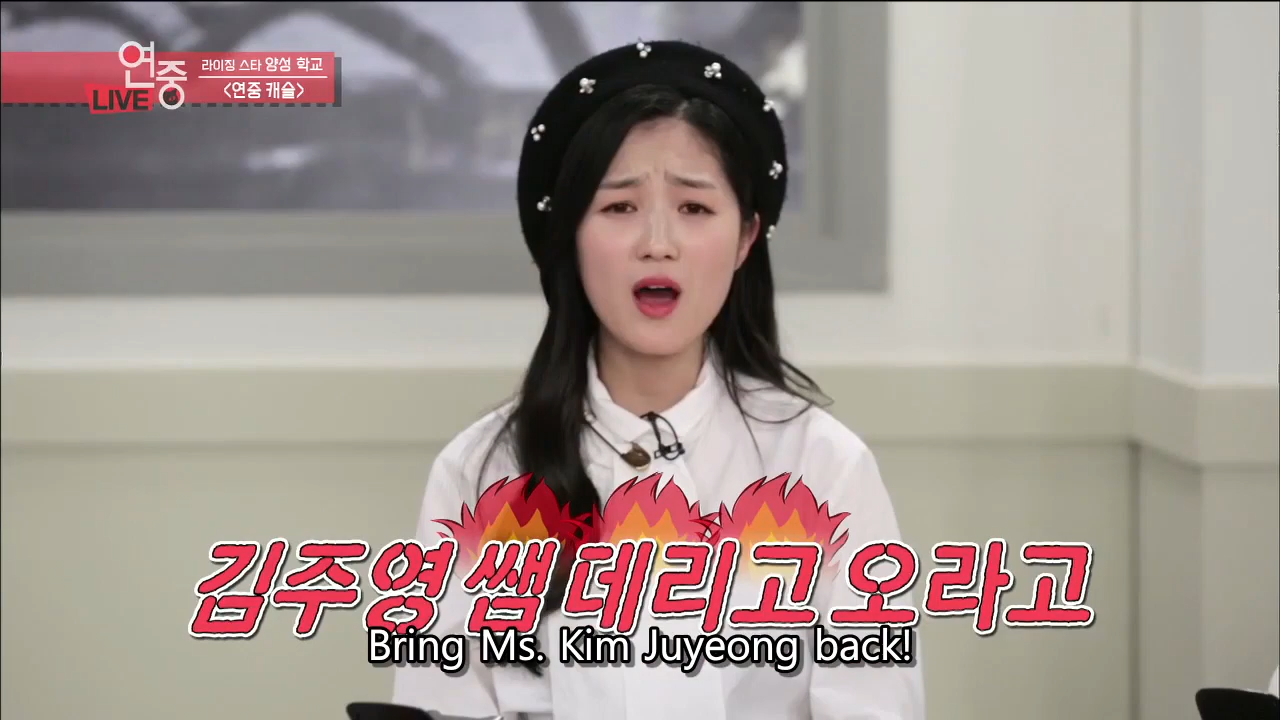 연중
LIVE
라이징 스타 양성 학교
<연중 캐슬>
김주영 쌤 데리고 오라고
Bring Ms. Kim Juyeong back!